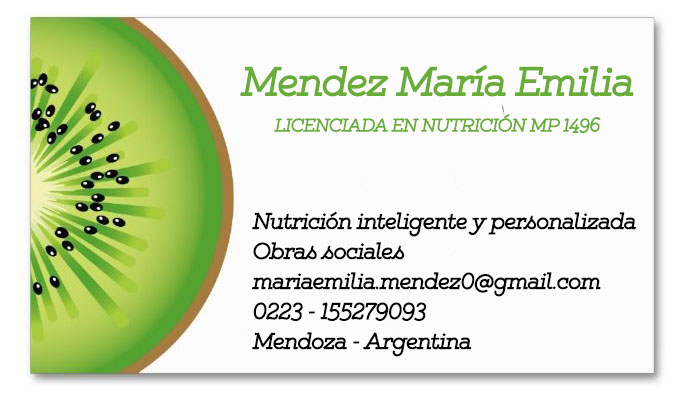 Mendez María Emilia
LICENCIADA EN NUTRICIÓN MP 1496
Nutrición inteligente y personalizada
Obras sociales
mariaemilia.mendez0@gmail.com
0223 - 155279093
Mendoza - Argentina